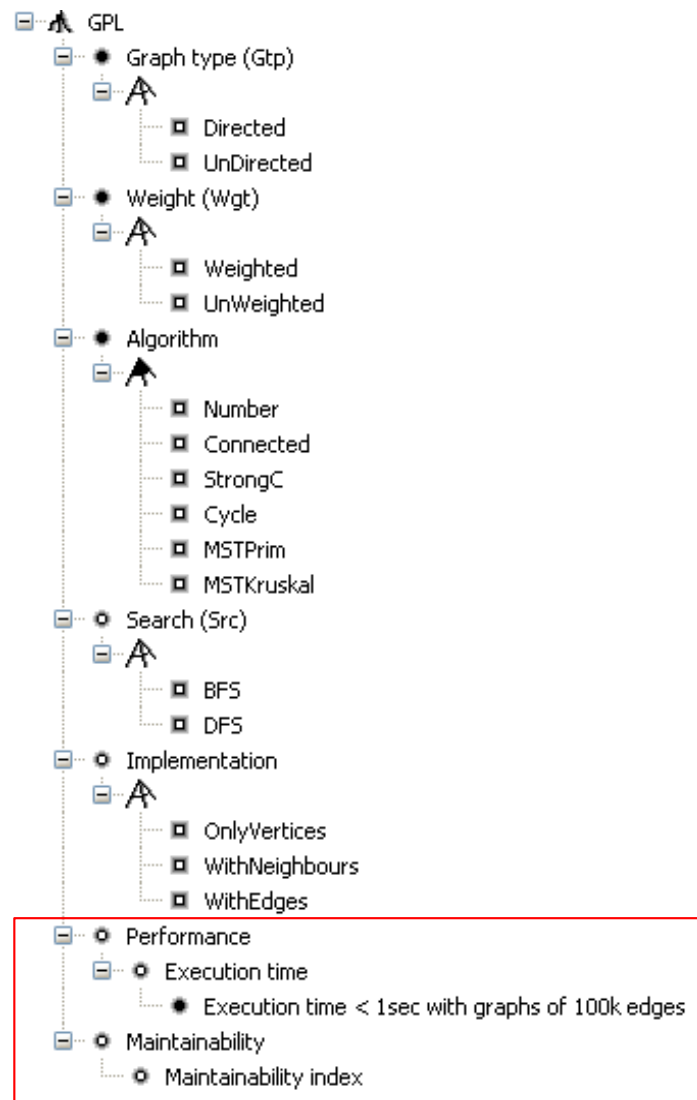 GPL
Graph type (Gtp)
Directed
UnDirected
Weight (Wgt)
Weighted
UnWeighted
Algorithm
Number
Connected
StrongC
Cycle
MSTPrim
MSTKruskal
Search (Src)
BFS
DFS
Implementation
OnlyVertices
WithNeighbours
WithEdges
Performance
Execution time
Execution time < 1sec with graphs of 100k edges
Maintainability
Maintainability index